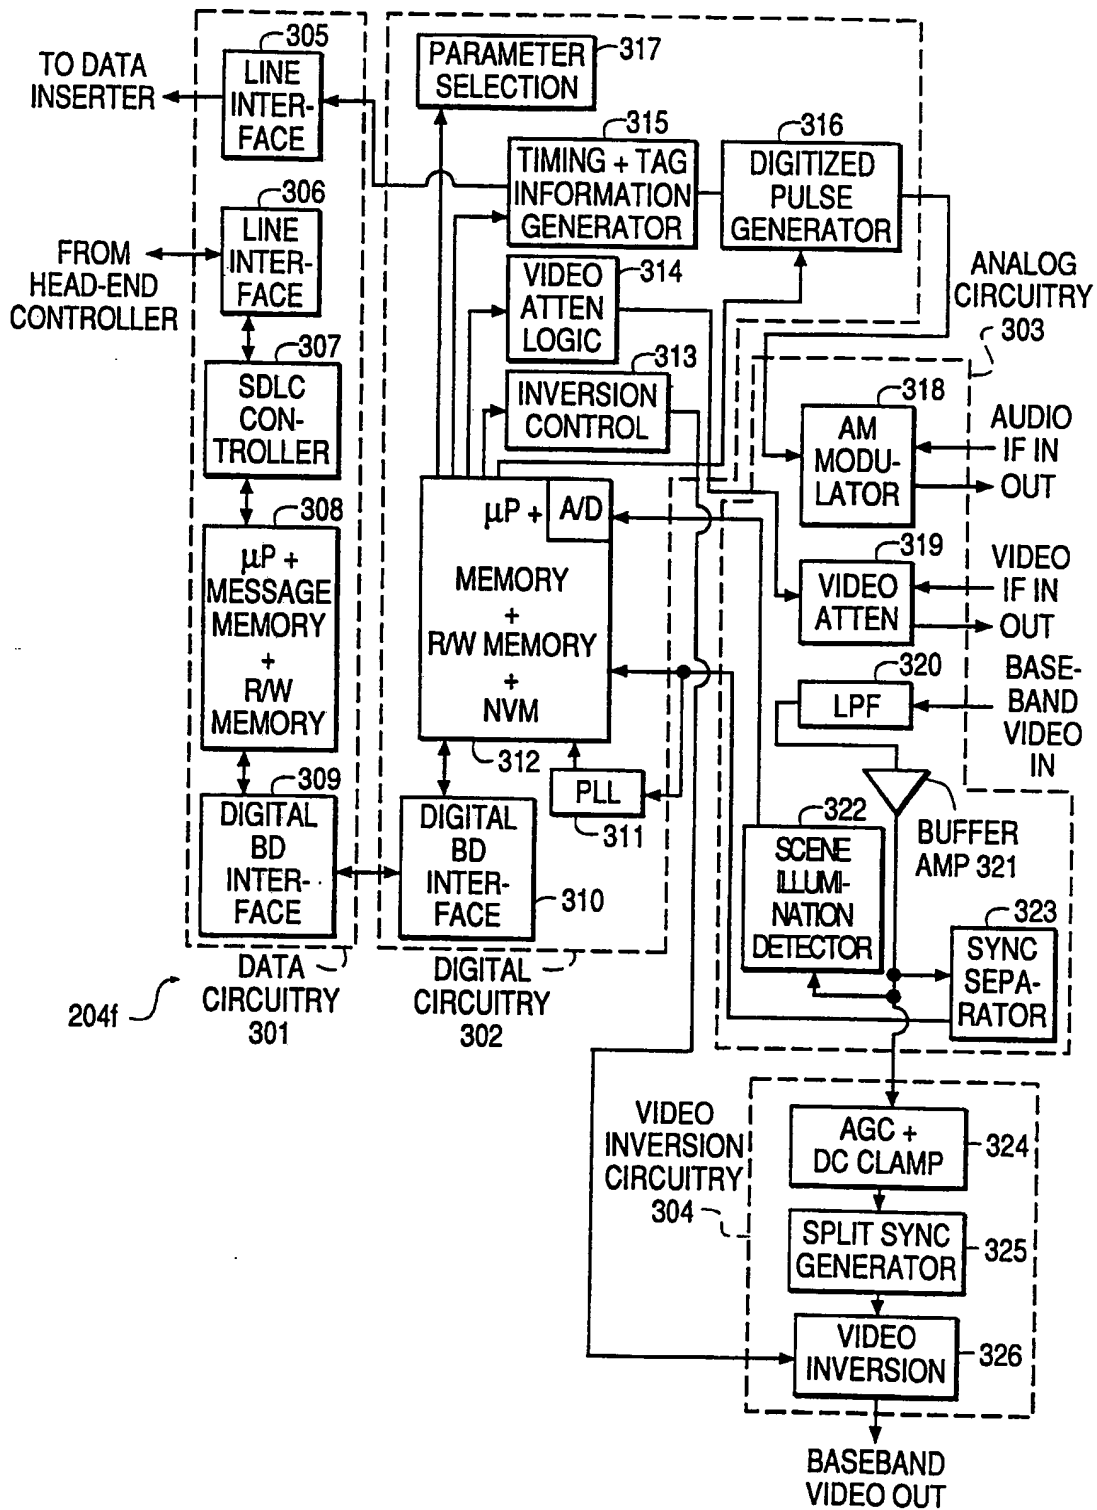 305
TO DATA
INSERTER
LINE
INTER-
FACE
306
FROM
HEAD-END
CONTROLLER
LINE
INTER-
FACE
307
SDLC
CON-
TROLLER
308
μP +
MESSAGE
MEMORY
+
R/W
MEMORY
309
DIGITAL
BD
INTER-
FACE
DATA
CIRCUITRY
301
204f
PARAMETER
SELECTION
317
315
TIMING + TAG
INFORMATION
GENERATOR
316
DIGITIZED
PULSE
GENERATOR
VIDEO
ATTEN
LOGIC
314
313
INVERSION
CONTROL
μP +
A/D
MEMORY
+
R/W MEMORY
+
NVM
312
PLL
311
DIGITAL
BD
INTER-
FACE
310
DIGITAL
CIRCUITRY
302
ANALOG
CIRCUITRY
303
318
AM
MODU-
LATOR
AUDIO
IF IN
OUT
319
VIDEO
ATTEN
VIDEO
IF IN
OUT
320
LPF
BASE-
BAND
VIDEO
IN
BUFFER
AMP 321
322
SCENE
ILLUMI-
NATION
DETECTOR
323
SYNC
SEPA-
RATOR
VIDEO
INVERSION
CIRCUITRY
304
AGC +
DC CLAMP
324
SPLIT SYNC
GENERATOR
325
VIDEO
INVERSION
326
BASEBAND
VIDEO OUT